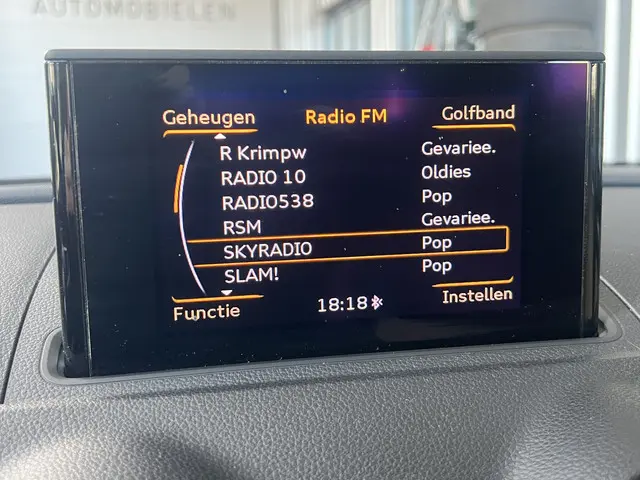 AUTOMOBIELEN
Geheugen Radio FM Golfband
R Krimpw Gevariee.
RADIO 10 Oldies
RADIO538 Pop
RSM Gevariee.
SKYRADIO Pop
SLAM! Pop
Functie 18:18 Instellen